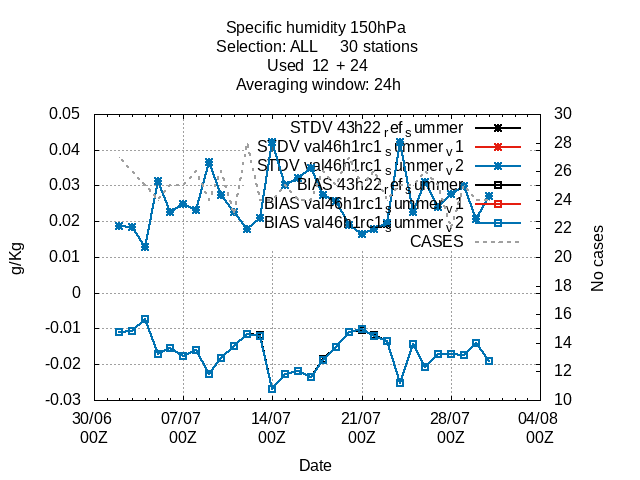 Specific humidity 150hPa
Selection: ALL 30 stations
Used 12 + 24
Averaging window: 24h
0.05
0.04
0.03
0.02
0.01
0
-0.01
-0.02
-0.03
g/Kg
30
28
26
24
22
20
18
16
14
12
10
No cases
STDV 43h22_ref_summer
STDV val46h1rc1_summer_v1
STDV val46h1rc1_summer_v2
BIAS 43h22_ref_summer
BIAS val46h1rc1_summer_v1
BIAS val46h1rc1_summer_v2
CASES
30/06 07/07 14/07 21/07 28/07 04/08
00Z 00Z 00Z 00Z 00Z 00Z
Date